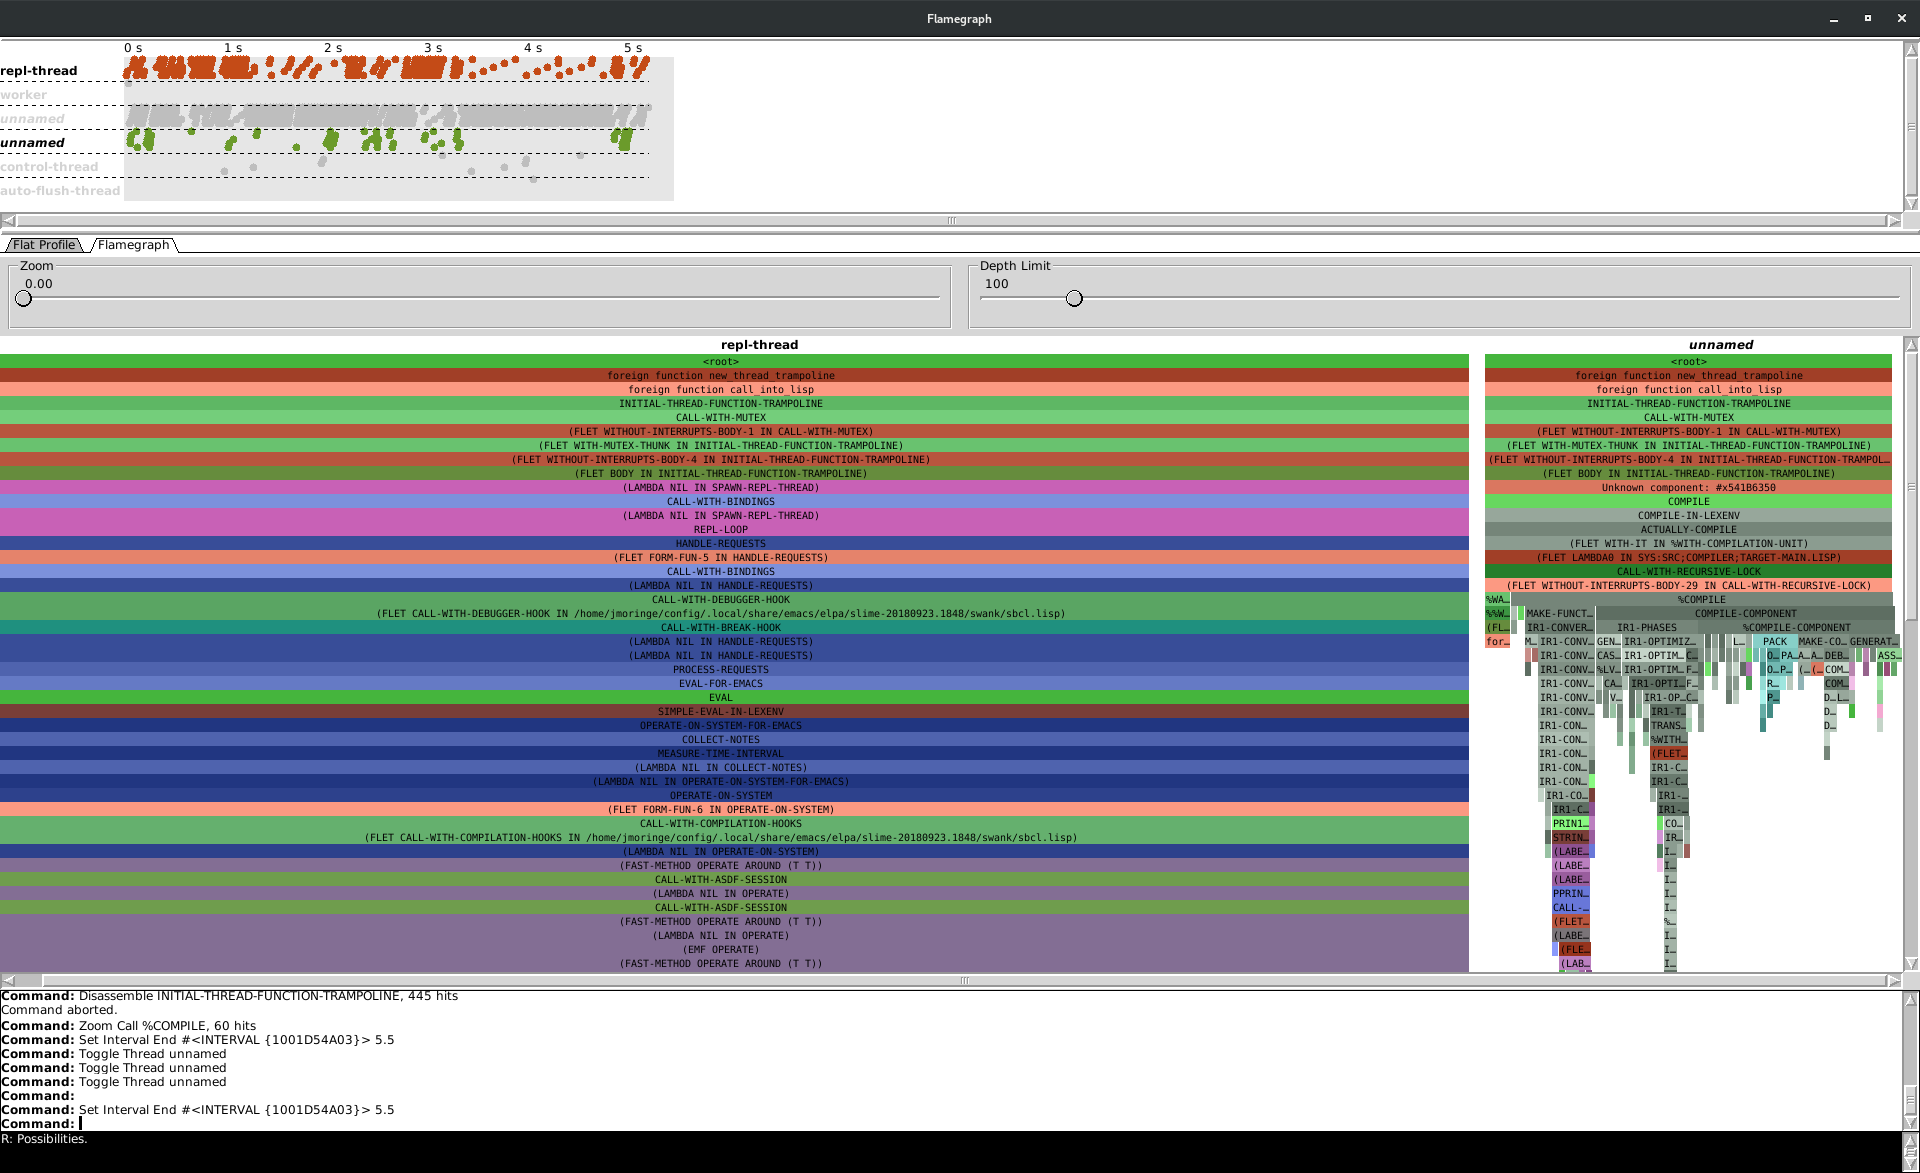 Flamegraph
0 s 1 s 2 s 3 s 4 s 5 s
repl-thread
worker
unnamed
unnamed
control-thread
auto-flush-thread
Flat Profile Flamegraph
Zoom
0.00
Depth Limit
100
repl-thread
<root>
foreign function new_thread_trampoline
foreign function call_into_lisp
INITIAL-THREAD-FUNCTION-TRAMPOLINE
CALL-WITH-MUTEX
(FLET WITHOUT-INTERRUPTS-BODY-1 IN CALL-WITH-MUTEX)
(FLET WITH-MUTEX-THUNK IN INITIAL-THREAD-FUNCTION-TRAMPOLINE)
(FLET WITHOUT-INTERRUPTS-BODY-4 IN INITIAL-THREAD-FUNCTION-TRAMPOLINE)
(FLET BODY IN INITIAL-THREAD-FUNCTION-TRAMPOLINE)
(LAMBDA NIL IN SPAWN-REPL-THREAD)
CALL-WITH-BINDINGS
(LAMBDA NIL IN SPAWN-REPL-THREAD)
REPL-LOOP
HANDLE-REQUESTS
(FLET FORM-FUN-5 IN HANDLE-REQUESTS)
CALL-WITH-BINDINGS
(LAMBDA NIL IN HANDLE-REQUESTS)
CALL-WITH-DEBUGGER-HOOK
(FLET CALL-WITH-DEBUGGER-HOOK IN /home/jmoringe/config/.local/share/emacs/elpa/slime-20180923.1848/swank/sbcl.lisp)
CALL-WITH-BREAK-HOOK
(LAMBDA NIL IN HANDLE-REQUESTS)
(LAMBDA NIL IN HANDLE-REQUESTS)
PROCESS-REQUESTS
EVAL-FOR-EMACS
EVAL
SIMPLE-EVAL-IN-LEXENV
OPERATE-ON-SYSTEM-FOR-EMACS
COLLECT-NOTES
MEASURE-TIME-INTERVAL
(LAMBDA NIL IN COLLECT-NOTES)
(LAMBDA NIL IN OPERATE-ON-SYSTEM-FOR-EMACS)
OPERATE-ON-SYSTEM
(FLET FORM-FUN-6 IN OPERATE-ON-SYSTEM)
CALL-WITH-COMPILATION-HOOKS
(FLET CALL-WITH-COMPILATION-HOOKS IN /home/jmoringe/config/.local/share/emacs/elpa/slime-20180923.1848/swank/sbcl.lisp)
(LAMBDA NIL IN OPERATE-ON-SYSTEM)
(FAST-METHOD OPERATE AROUND (T T))
CALL-WITH-ASDF-SESSION
(LAMBDA NIL IN OPERATE)
CALL-WITH-ASDF-SESSION
(FAST-METHOD OPERATE AROUND (T T))
(LAMBDA NIL IN OPERATE)
(EMF OPERATE)
(FAST-METHOD OPERATE AROUND (T T))
unnamed
<root>
foreign function new_thread_trampoline
foreign function call_into_lisp
INITIAL-THREAD-FUNCTION-TRAMPOLINE
CALL-WITH-MUTEX
(FLET WITHOUT-INTERRUPTS-BODY-1 IN CALL-WITH-MUTEX)
(FLET WITH-MUTEX-THUNK IN INITIAL-THREAD-FUNCTION-TRAMPOLINE)
(FLET WITHOUT-INTERRUPTS-BODY-4 IN INITIAL-THREAD-FUNCTION-TRAMPOL…
(FLET BODY IN INITIAL-THREAD-FUNCTION-TRAMPOLINE)
Unknown component: #x541B6350
COMPILE
COMPILE-IN-LEXENV
ACTUALLY-COMPILE
(FLET WITH-IT IN %WITH-COMPILATION-UNIT)
(FLET LAMBDA0 IN SYS:SRC;COMPILER;TARGET-MAIN.LISP)
CALL-WITH-RECURSIVE-LOCK
(FLET WITHOUT-INTERRUPTS-BODY-29 IN CALL-WITH-RECURSIVE-LOCK)
%WA… %COMPILE
%%W… MAKE-FUNCT… COMPILE-COMPONENT
(FL… IR1-CONVER… IR1-PHASES %COMPILE-COMPONENT
for… M… IR1-CONV… GEN… IR1-OPTIMIZ… L… PACK MAKE-CO… GENERAT…
IR1-CONV… CAS… IR1-OPTIM… C… O… PA… A… A… DEB… ASS…
IR1-CONV… %LV… IR1-OPTIM… F… O… P… (… (… COM…
IR1-CONV… CA… IR1-OPTI… F… R… COM…
IR1-CONV… V… IR1-OP… C… P… D… L…
IR1-CONV… IR1-T… D…
IR1-CON… TRANS… D…
IR1-CON… %WITH…
IR1-CON… (FLET…
IR1-CON… IR1-C…
IR1-CON… IR1-C…
IR1-CO… IR1-…
IR1-C… IR1-…
PRIN1… CO…
STRIN… IR…
(LABE… I…
(LABE… I…
(LABE… I…
PPRIN… I…
CALL-… I…
(FLET… %…
(LABE… I…
(FLE… I…
(LAB… I…
Command: Disassemble INITIAL-THREAD-FUNCTION-TRAMPOLINE, 445 hits
Command aborted.
Command: Zoom Call %COMPILE, 60 hits
Command: Set Interval End #<INTERVAL {1001D54A03}> 5.5
Command: Toggle Thread unnamed
Command: Toggle Thread unnamed
Command: Toggle Thread unnamed
Command:
Command: Set Interval End #<INTERVAL {1001D54A03}> 5.5
Command:
R: Possibilities.